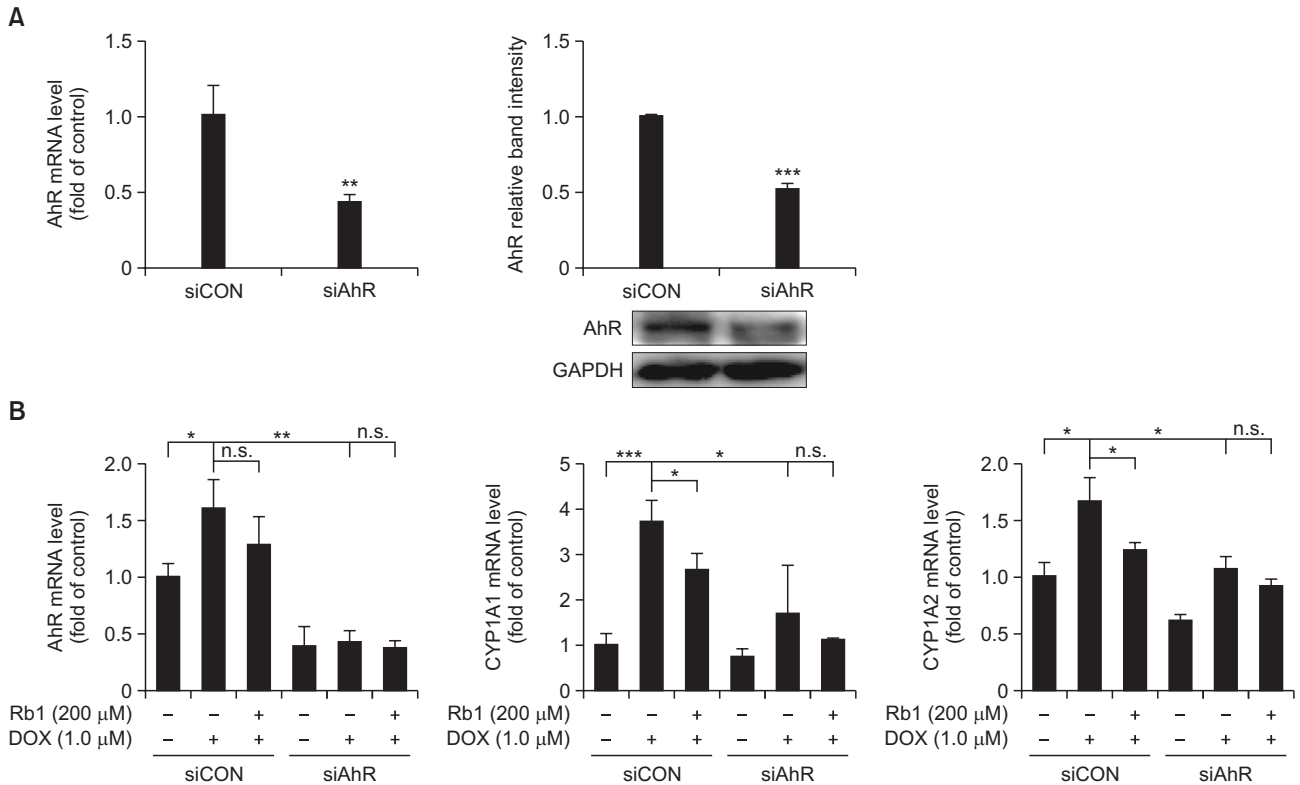 A
AhR mRNA level
(fold of control)
1.5
1.0
0.5
0
**
siCON siAhR
AhR relative band intensity
1.5
1.0
0.5
0
***
siCON siAhR
AhR
GAPDH
B
AhR mRNA level
(fold of control)
* ** n.s.
n.s.
2.0
1.5
1.0
0.5
0
Rb1 (200 μM) – – + – – +
DOX (1.0 μM) – + + – + +
siCON siAhR
CYP1A1 mRNA level
(fold of control)
*** * n.s.
*
5
4
3
2
1
0
Rb1 (200 μM) – – + – – +
DOX (1.0 μM) – + + – + +
siCON siAhR
CYP1A2 mRNA level
(fold of control)
* * n.s.
*
2.0
1.5
1.0
0.5
0
Rb1 (200 μM) – – + – – +
DOX (1.0 μM) – + + – + +
siCON siAhR